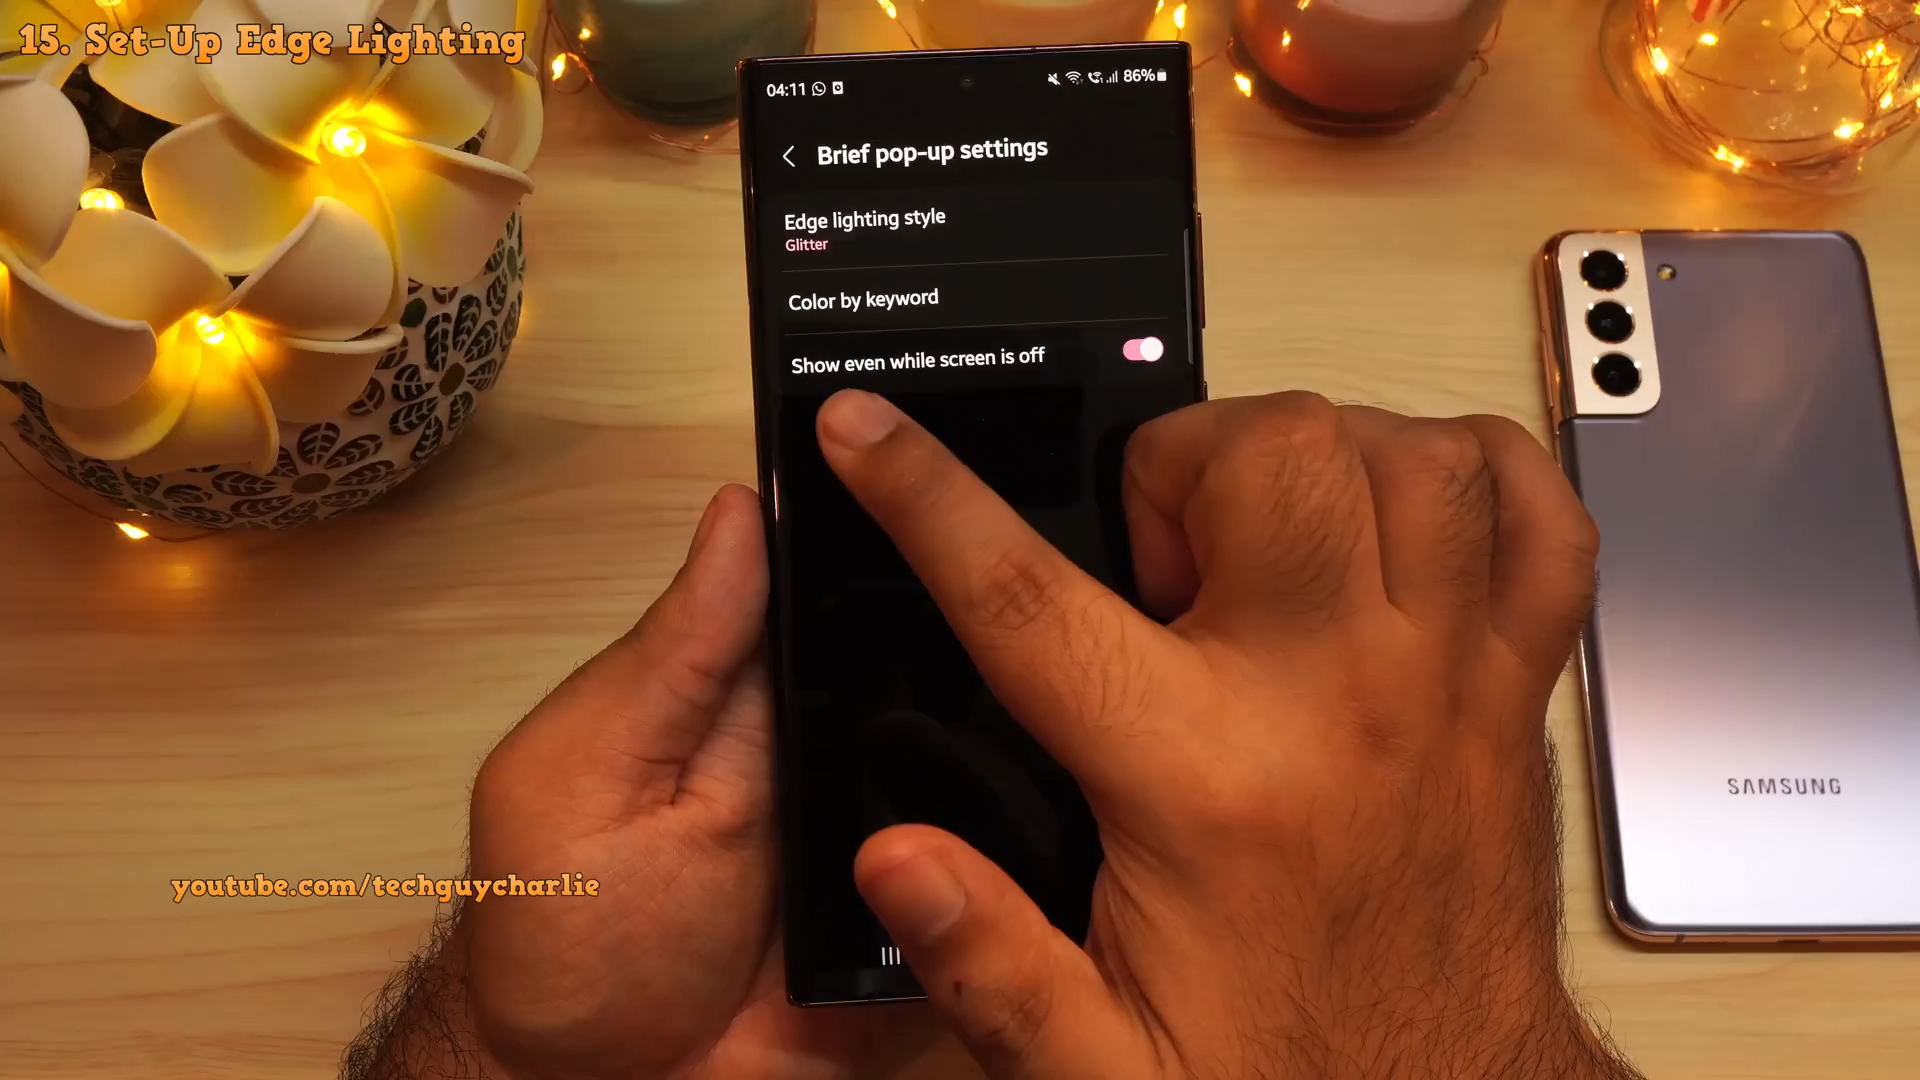 15. Set-Up Edge Lighting
04:11 86%
Brief pop-up settings
Edge lighting style
Glitter
Color by keyword
Show even while screen is off
SAMSUNG
youtube.com/techguycharlie